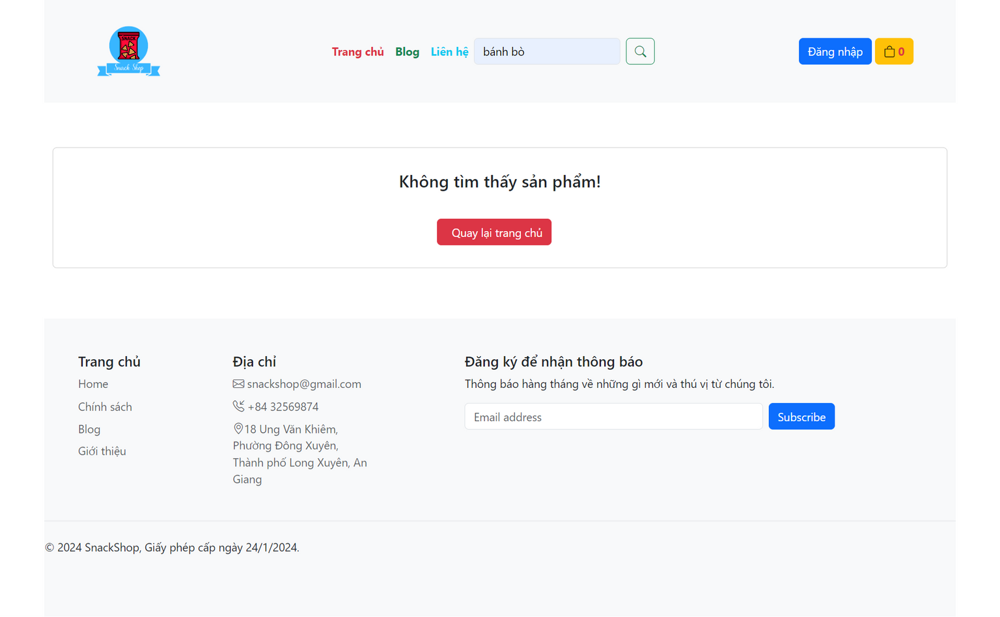 SNACK
Snack Shop
Trang chủ Blog Liên hệ bánh bò
Đăng nhập 0
Không tìm thấy sản phẩm!
Quay lại trang chủ
Trang chủ
Home
Chính sách
Blog
Giới thiệu
Địa chỉ
snackshop@gmail.com
+84 32569874
18 Ung Văn Khiêm,
Phường Đông Xuyên,
Thành phố Long Xuyên, An
Giang
Đăng ký để nhận thông báo
Thông báo hàng tháng về những gì mới và thú vị từ chúng tôi.
Email address Subscribe
© 2024 SnackShop, Giấy phép cấp ngày 24/1/2024.